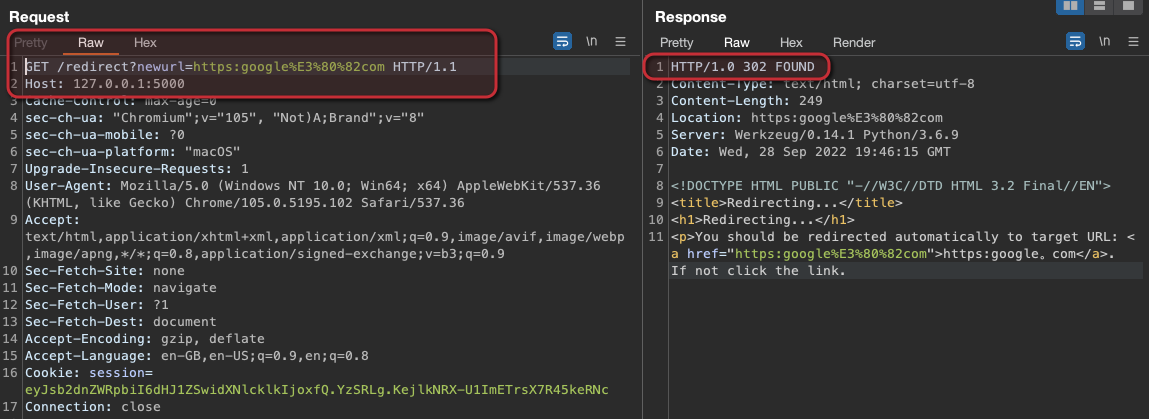 Request
Pretty Raw Hex
\n
1 GET /redirect?newurl=https:google%E3%80%82com HTTP/1.1
2 Host: 127.0.0.1:5000
3 Cache-Control: max-age=0
4 sec-ch-ua: "Chromium";v="105", "Not)A;Brand";v="8"
5 sec-ch-ua-mobile: ?0
6 sec-ch-ua-platform: "macOS"
7 Upgrade-Insecure-Requests: 1
8 User-Agent: Mozilla/5.0 (Windows NT 10.0; Win64; x64) AppleWebKit/537.36
(KHTML, like Gecko) Chrome/105.0.5195.102 Safari/537.36
9 Accept:
text/html,application/xhtml+xml,application/xml;q=0.9,image/avif,image/webp
,image/apng,*/*;q=0.8,application/signed-exchange;v=b3;q=0.9
10 Sec-Fetch-Site: none
11 Sec-Fetch-Mode: navigate
12 Sec-Fetch-User: ?1
13 Sec-Fetch-Dest: document
14 Accept-Encoding: gzip, deflate
15 Accept-Language: en-GB,en-US;q=0.9,en;q=0.8
16 Cookie: session=
eyJsb2dnZWRpbiI6dHJ1ZSwidXNlcklkIjoxfQ.YzSRLg.KejlkNRX-U1ImETrsX7R45keRNc
17 Connection: close
Response
Pretty Raw Hex Render
\n
1 HTTP/1.0 302 FOUND
2 Content-Type: text/html; charset=utf-8
3 Content-Length: 249
4 Location: https:google%E3%80%82com
5 Server: Werkzeug/0.14.1 Python/3.6.9
6 Date: Wed, 28 Sep 2022 19:46:15 GMT
7
8 <!DOCTYPE HTML PUBLIC "-//W3C//DTD HTML 3.2 Final//EN">
9 <title>Redirecting...</title>
10 <h1>Redirecting...</h1>
11 <p>You should be redirected automatically to target URL: <
a href="https:google%E3%80%82com">https:google。com</a>.
If not click the link.